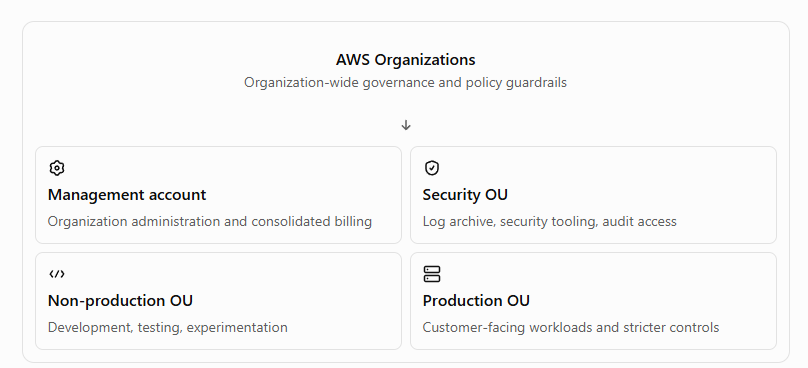 AWS Organizations
Organization-wide governance and policy guardrails
Management account
Organization administration and consolidated billing
Security OU
Log archive, security tooling, audit access
Non-production OU
Development, testing, experimentation
Production OU
Customer-facing workloads and stricter controls